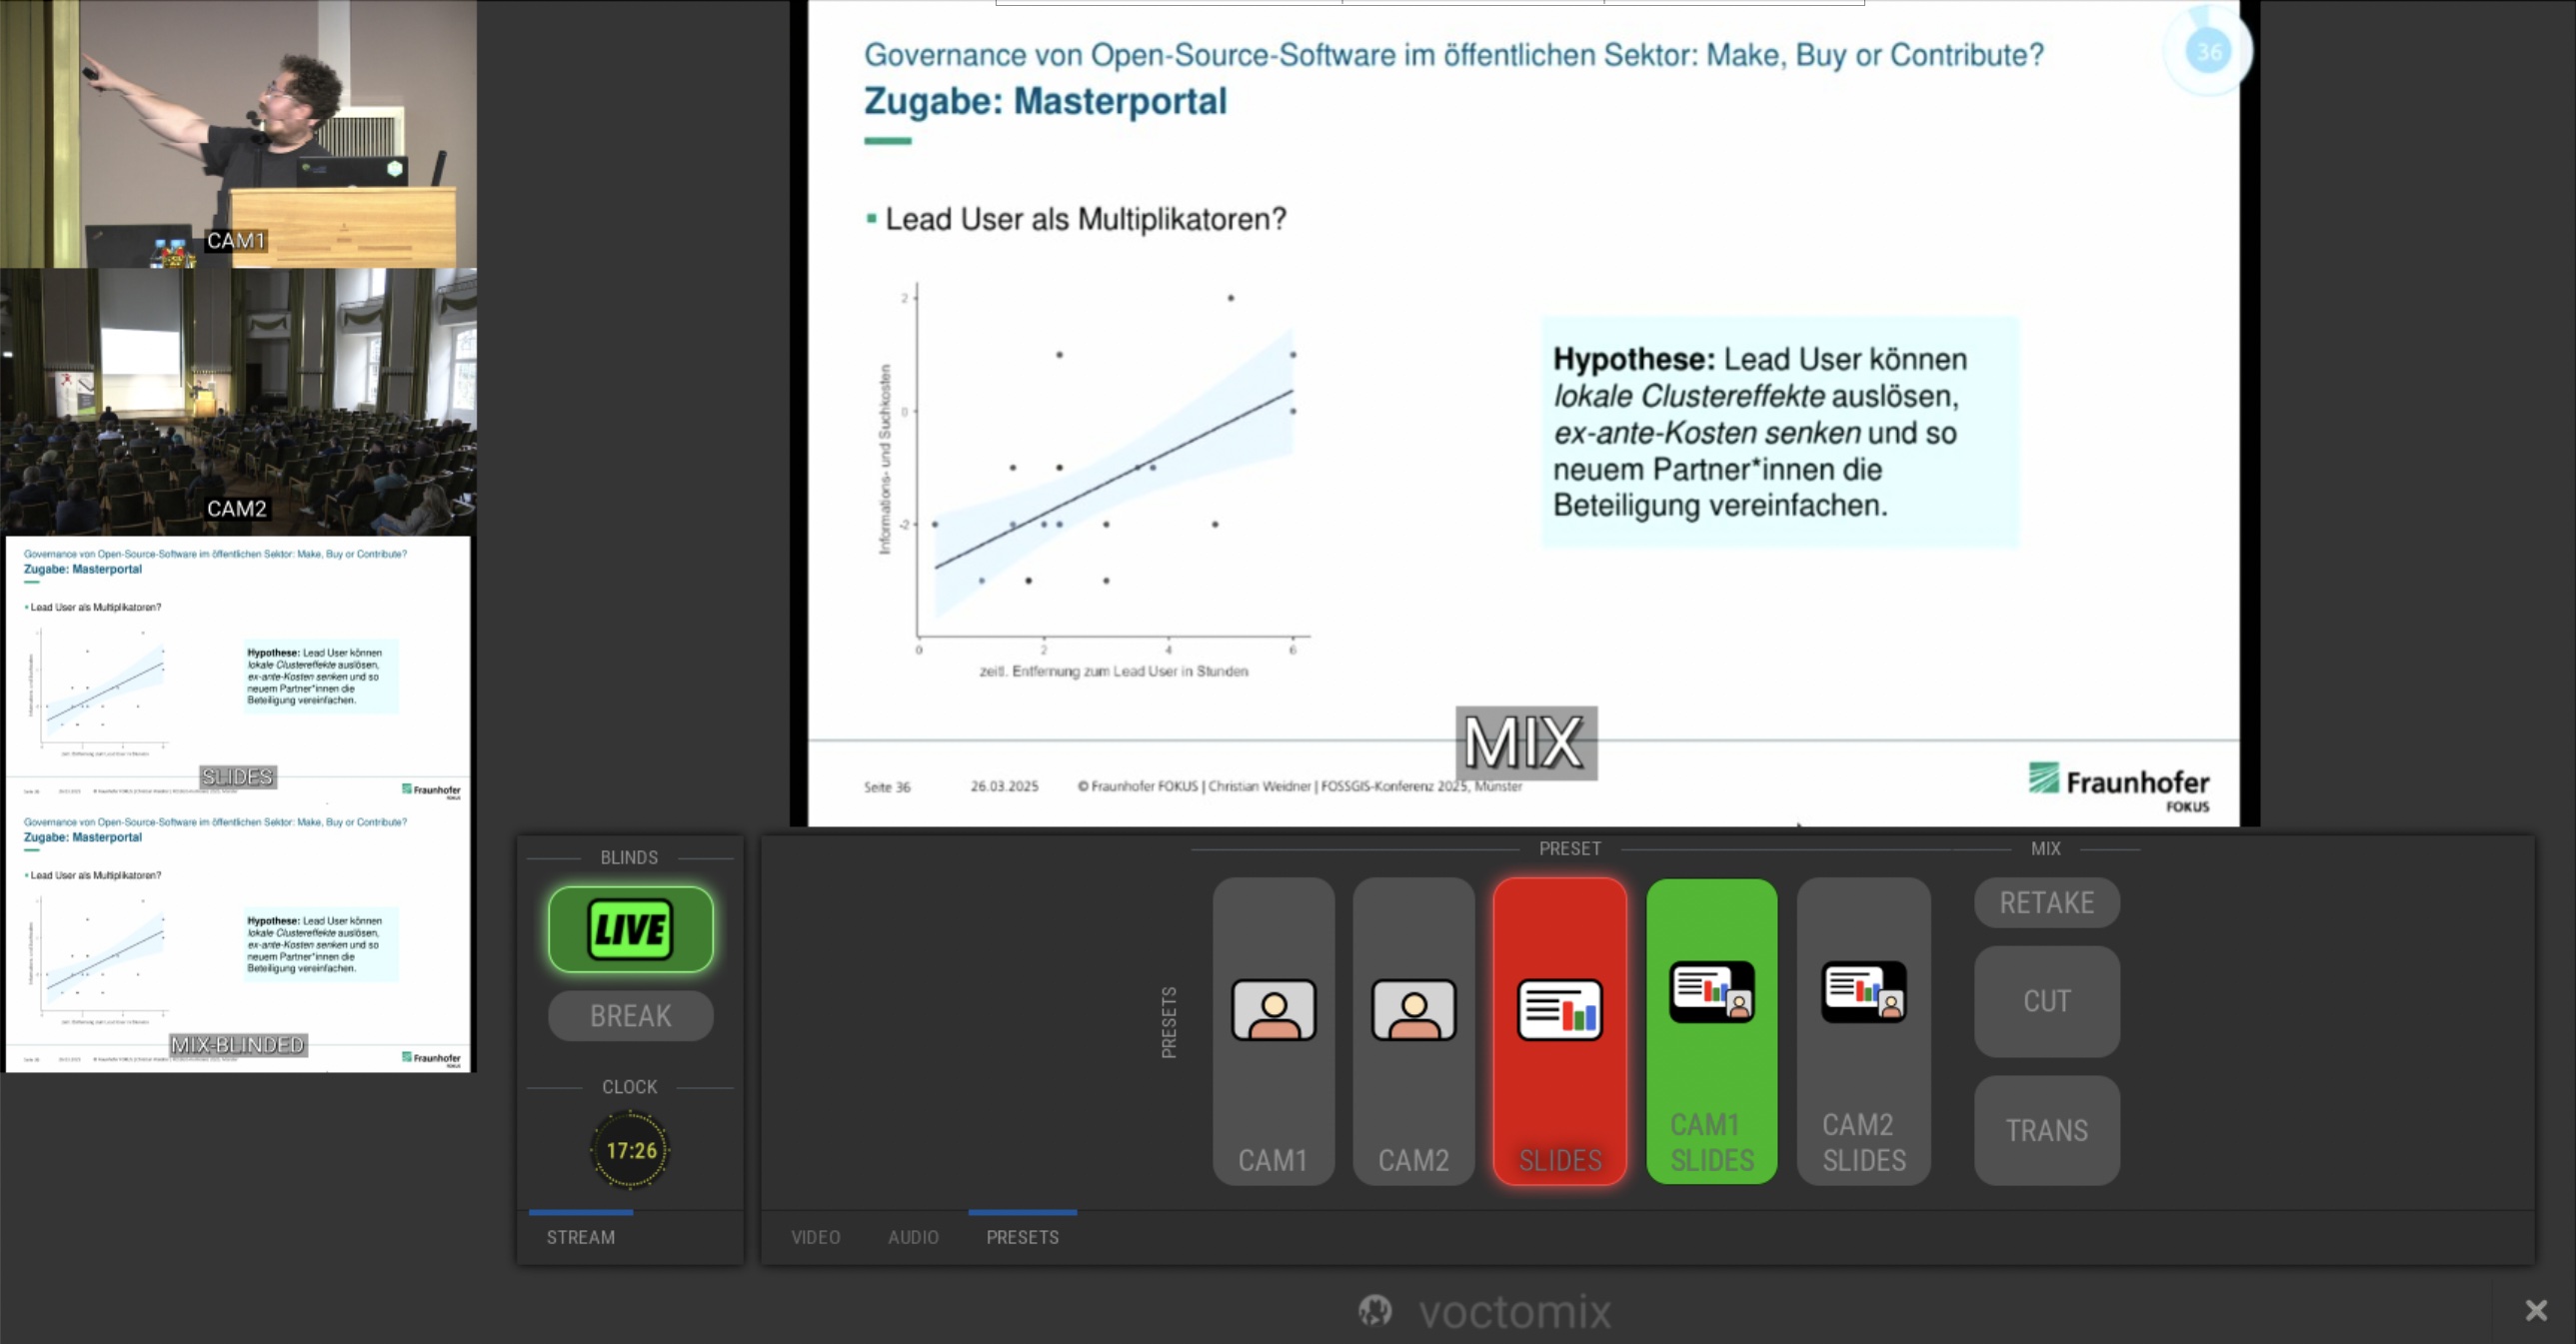 CAM1
CAM2
Governance von Open-Source-Software im öffentlichen Sektor: Make, Buy or Contribute?
Zugabe: Masterportal
Lead User als Multiplikatoren?
Hypothese: Lead User können
lokale Clustereffekte auslösen,
ex-ante-Kosten senken und so
neuem Partner*innen die
Beteiligung vereinfachen.
SLIDES
Fraunhofer
FOKUS
Governance von Open-Source-Software im öffentlichen Sektor: Make, Buy or Contribute?
Zugabe: Masterportal
Lead User als Multiplikatoren?
Hypothese: Lead User können
lokale Clustereffekte auslösen,
ex-ante-Kosten senken und so
neuem Partner*innen die
Beteiligung vereinfachen.
MIX-BLINDED
Fraunhofer
FOKUS
Governance von Open-Source-Software im öffentlichen Sektor: Make, Buy or Contribute?
36
Zugabe: Masterportal
Lead User als Multiplikatoren?
Informations- und Suchkosten
2
0
-2
0 2 4 6
zeitl. Entfernung zum Lead User in Stunden
Hypothese: Lead User können
lokale Clustereffekte auslösen,
ex-ante-Kosten senken und so
neuem Partner*innen die
Beteiligung vereinfachen.
MIX
Seite 36 26.03.2025 © Fraunhofer FOKUS | Christian Weidner | FOSSGIS-Konferenz 2025, Münster
Fraunhofer
FOKUS
BLINDS
LIVE
BREAK
CLOCK
17:26
STREAM
PRESET
PRESETS
CAM1
CAM2
SLIDES
CAM1
SLIDES
CAM2
SLIDES
MIX
RETAKE
CUT
TRANS
VIDEO AUDIO PRESETS
voctomix